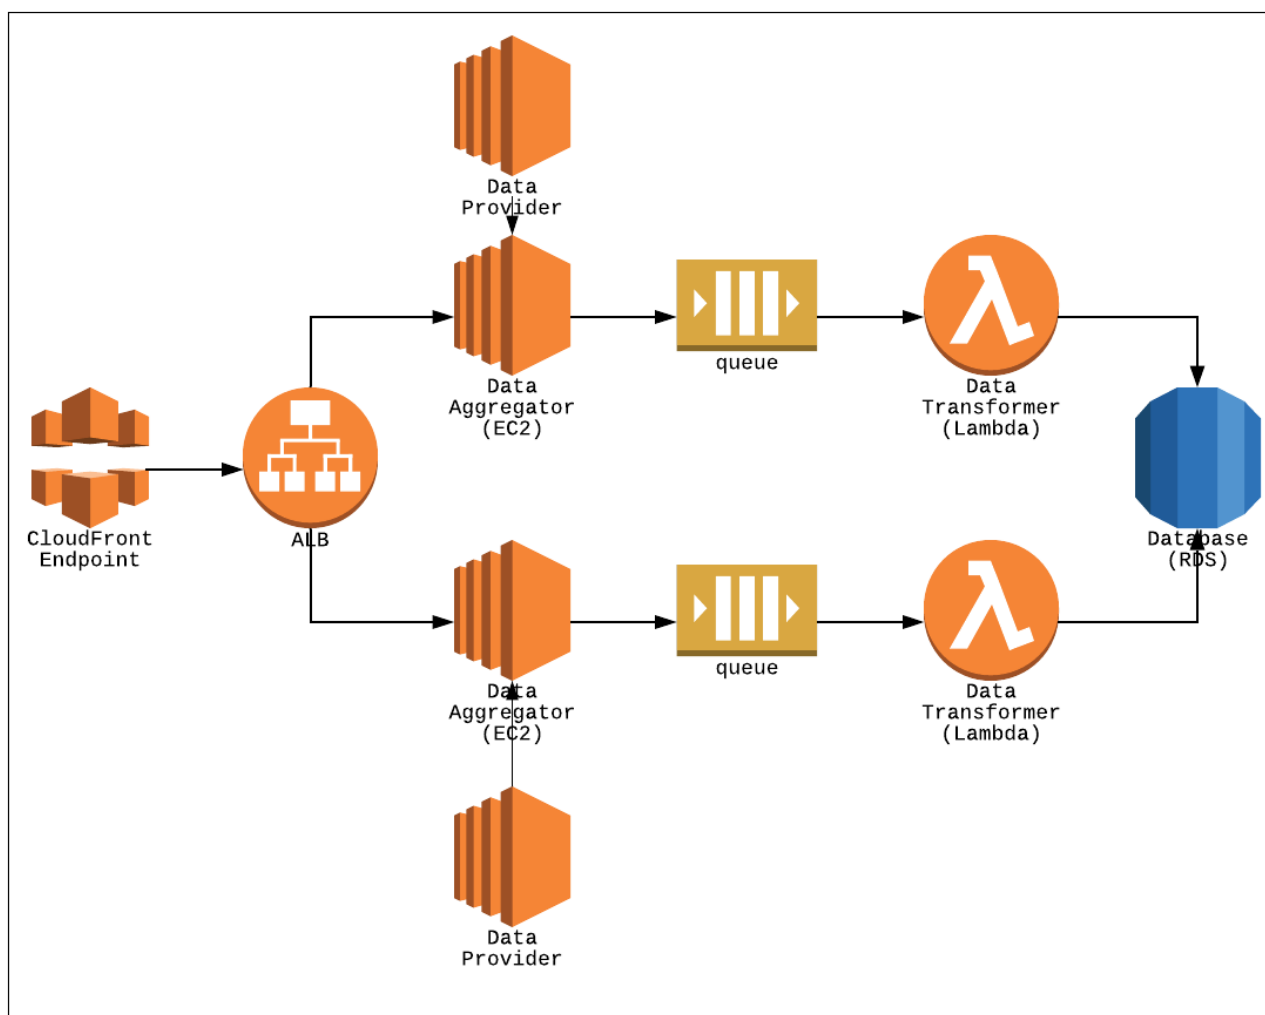 Data
Provider
Data
Aggregator
(EC2)
queue
Data
Transformer
(Lambda)
CloudFront
Endpoint
ALB
Database
(RDS)
Data
Aggregator
(EC2)
queue
Data
Transformer
(Lambda)
Data
Provider